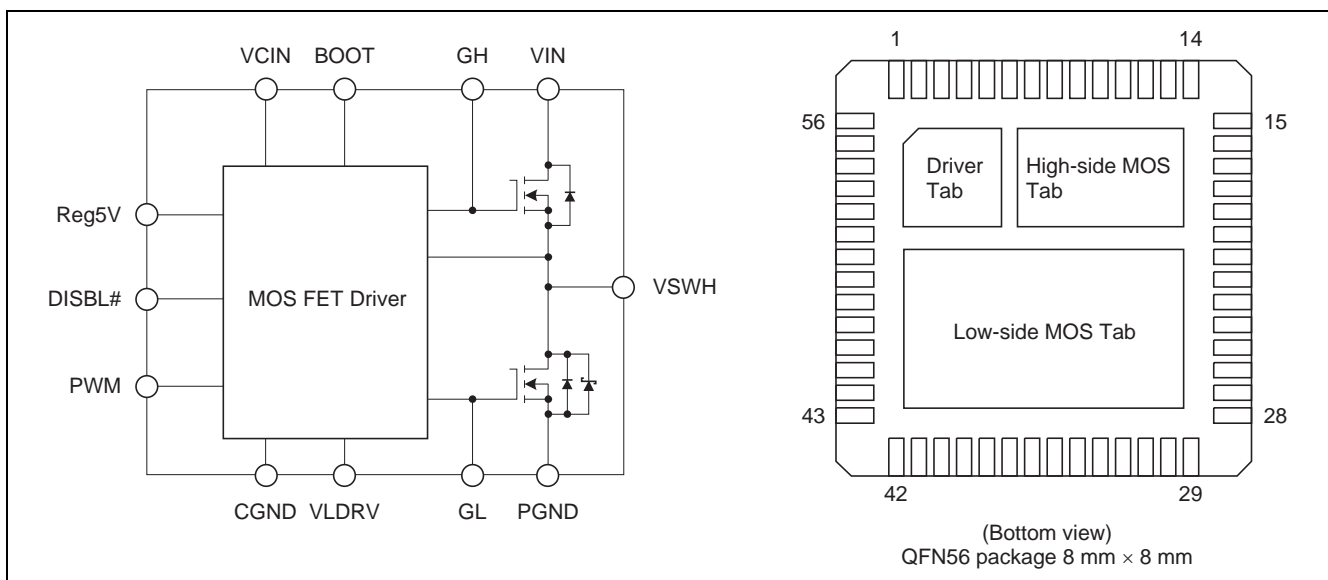 VCIN BOOT GH VIN
Reg5V
DISBL#
PWM
MOS FET Driver
VSWH
CGND VLDRV GL PGND
1 14
56 15
Driver
Tab
High-side MOS
Tab
Low-side MOS Tab
43 28
42 29
(Bottom view)
QFN56 package 8 mm × 8 mm